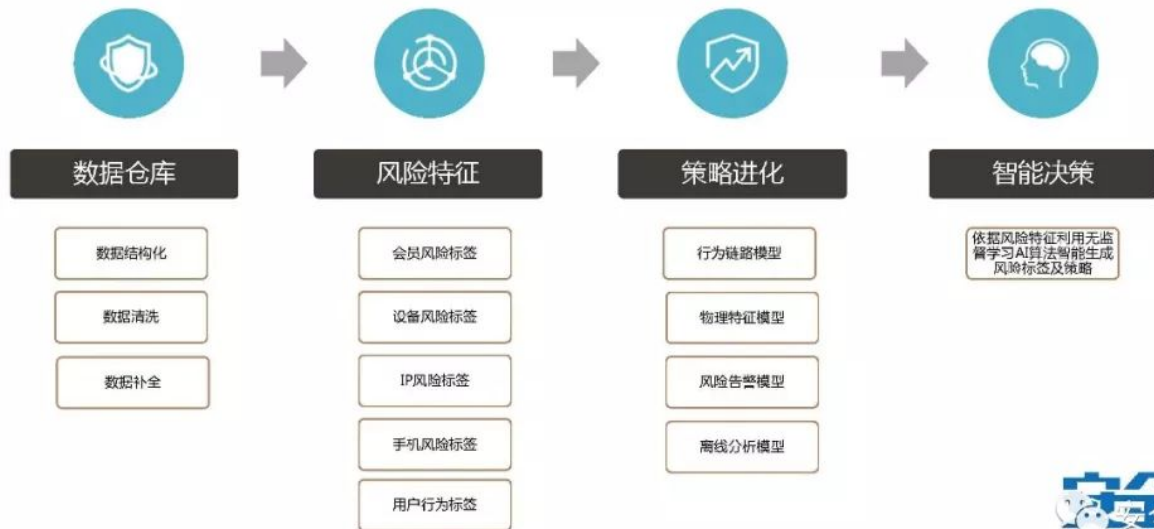 数据仓库
数据结构化
数据清洗
数据补全
风险特征
会员风险标签
设备风险标签
IP风险标签
手机风险标签
用户行为标签
策略进化
行为链路模型
物理特征模型
风险告警模型
离线分析模型
智能决策
依据风险特征利用无监
督学习AI算法智能生成
风险标签及策略